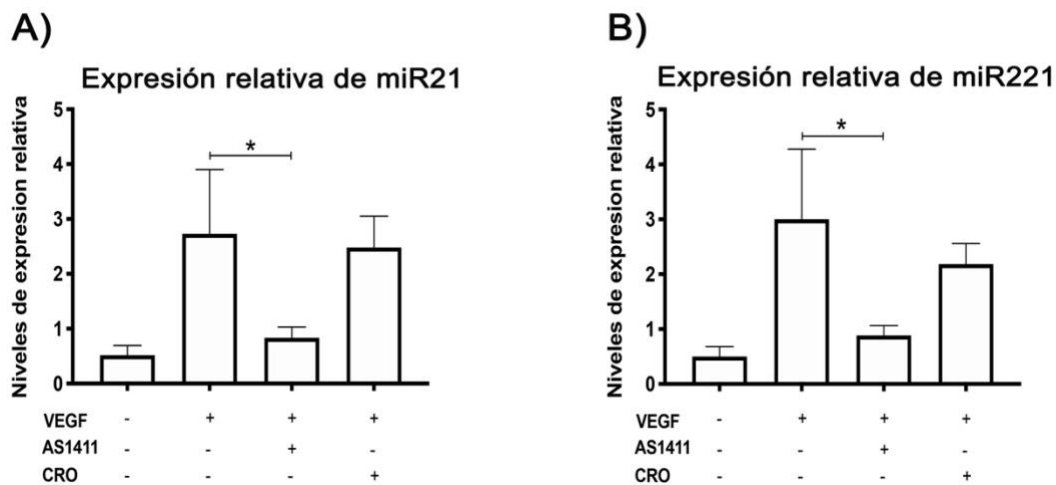 A)
Expresión relativa de miR21
Niveles de expresion relativa
5
4
3
2
1
0
*
VEGF - + + +
AS1411 - - + -
CRO - - - +
B)
Expresión relativa de miR221
Niveles de expresion relativa
5
4
3
2
1
0
*
VEGF - + + +
AS1411 - - + -
CRO - - - +